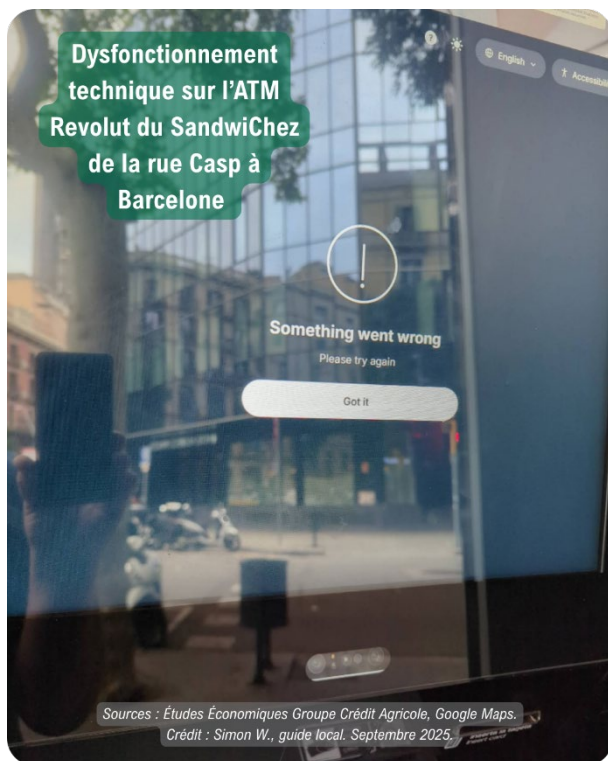 Dysfonctionnement
technique sur l'ATM
Revolut du SandwiChez
de la rue Casp à
Barcelone
English
Something went wrong
Please try again
Got it
Sources : Études Économiques Groupe Crédit Agricole, Google Maps.
Crédit : Simon W., guide local. Septembre 2025.